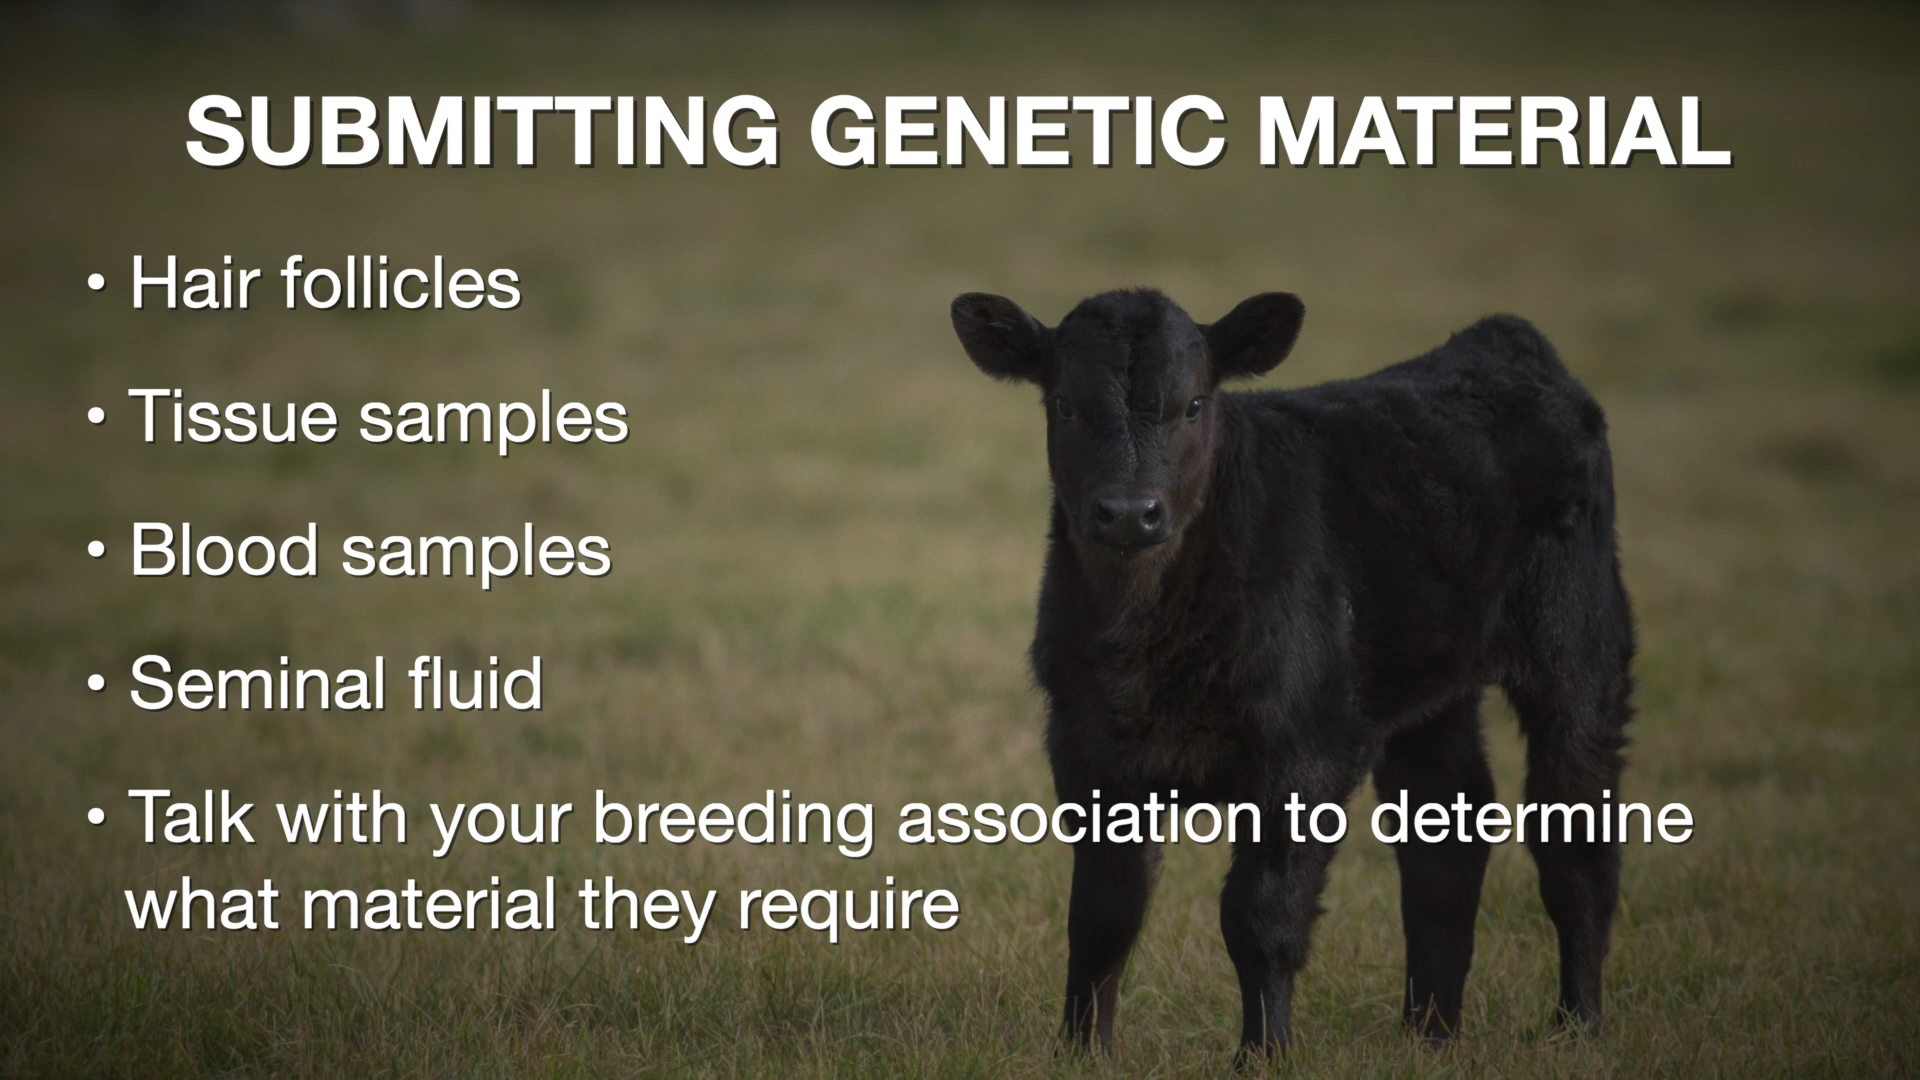 SUBMITTING GENETIC MATERIAL
• Hair follicles
• Tissue samples
• Blood samples
• Seminal fluid
• Talk with your breeding association to determine
what material they require